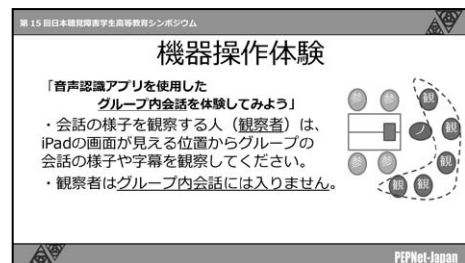 第 15 回日本聴覚障害学生高等教育シンポジウム
機器操作体験
「音声認識アプリを使用した
グループ内会話を体験してみよう」
・会話の様子を観察する人（観察者）は、
iPadの画面が見える位置からグループの
会話の様子や字幕を観察してください。
・観察者はグループ内会話には入りません。
参 参 観
観
参 参 観
観 観
PEPNet-Japan